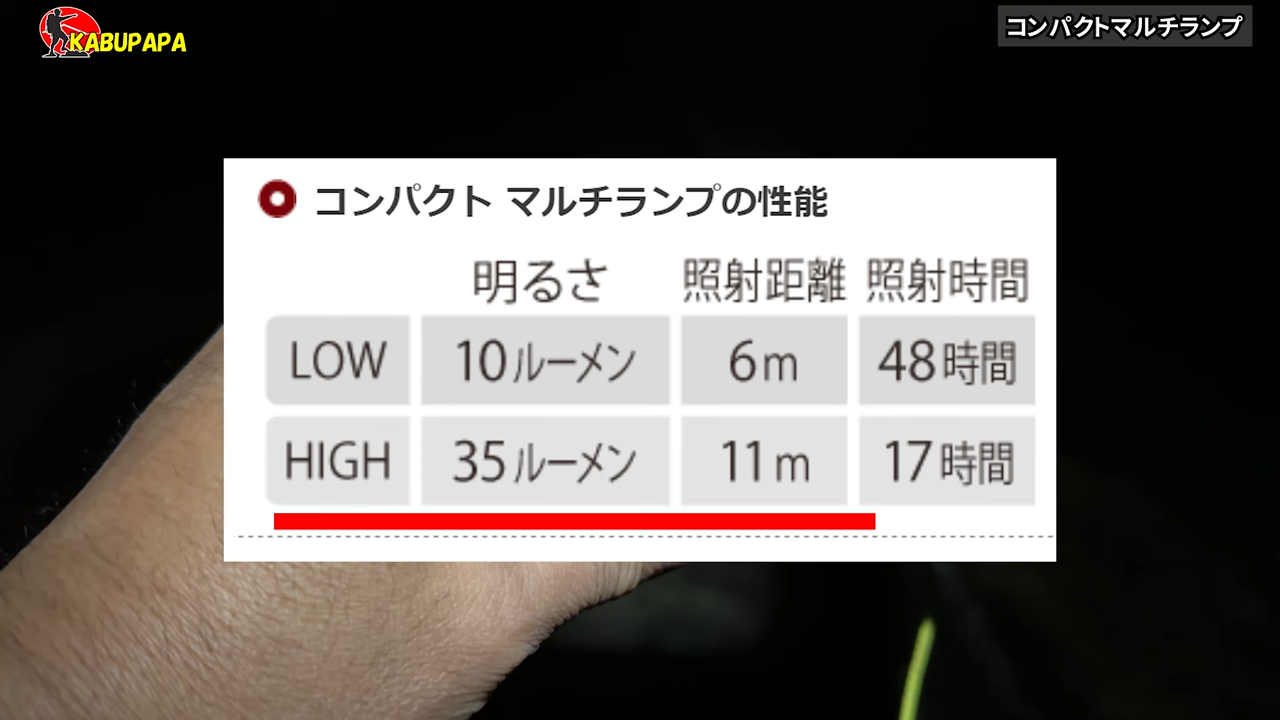 KABUPAPA
コンパクトマルチランプ
コンパクト マルチランプの性能
明るさ 照射距離 照射時間
LOW 10ルーメン 6m 48時間
HIGH 35ルーメン 11m 17時間